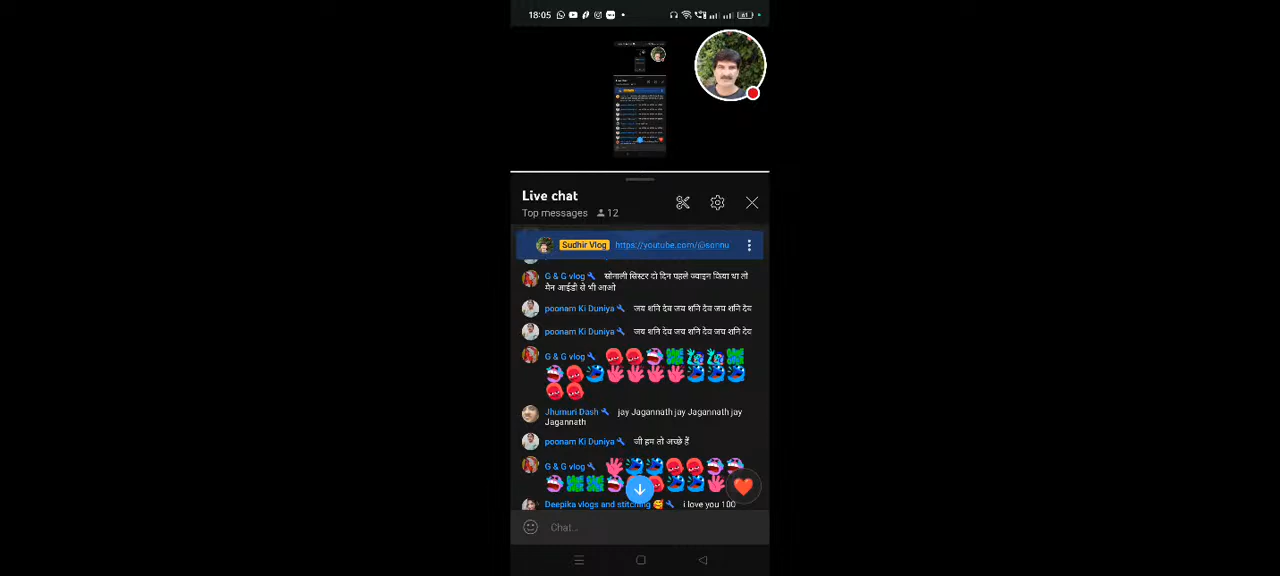 18:05
61
Live chat
Top messages 12
Sudhir Vlog https://youtube.com/@sonnu
G & G vlog सोनाली सिस्टर दो दिन पहले ज्वाइन किया था तो
मैन आईडी से भी आओ
poonam Ki Duniya जय शनि देव जय शनि देव जय शनि देव
poonam Ki Duniya जय शनि देव जय शनि देव जय शनि देव
G & G vlog
Jhumuri Dash jay Jagannath jay Jagannath jay
Jagannath
poonam Ki Duniya जी हम तो अच्छे हैं
G & G vlog
Deepika vlogs and stitching 🥰 i love you 100
Chat...